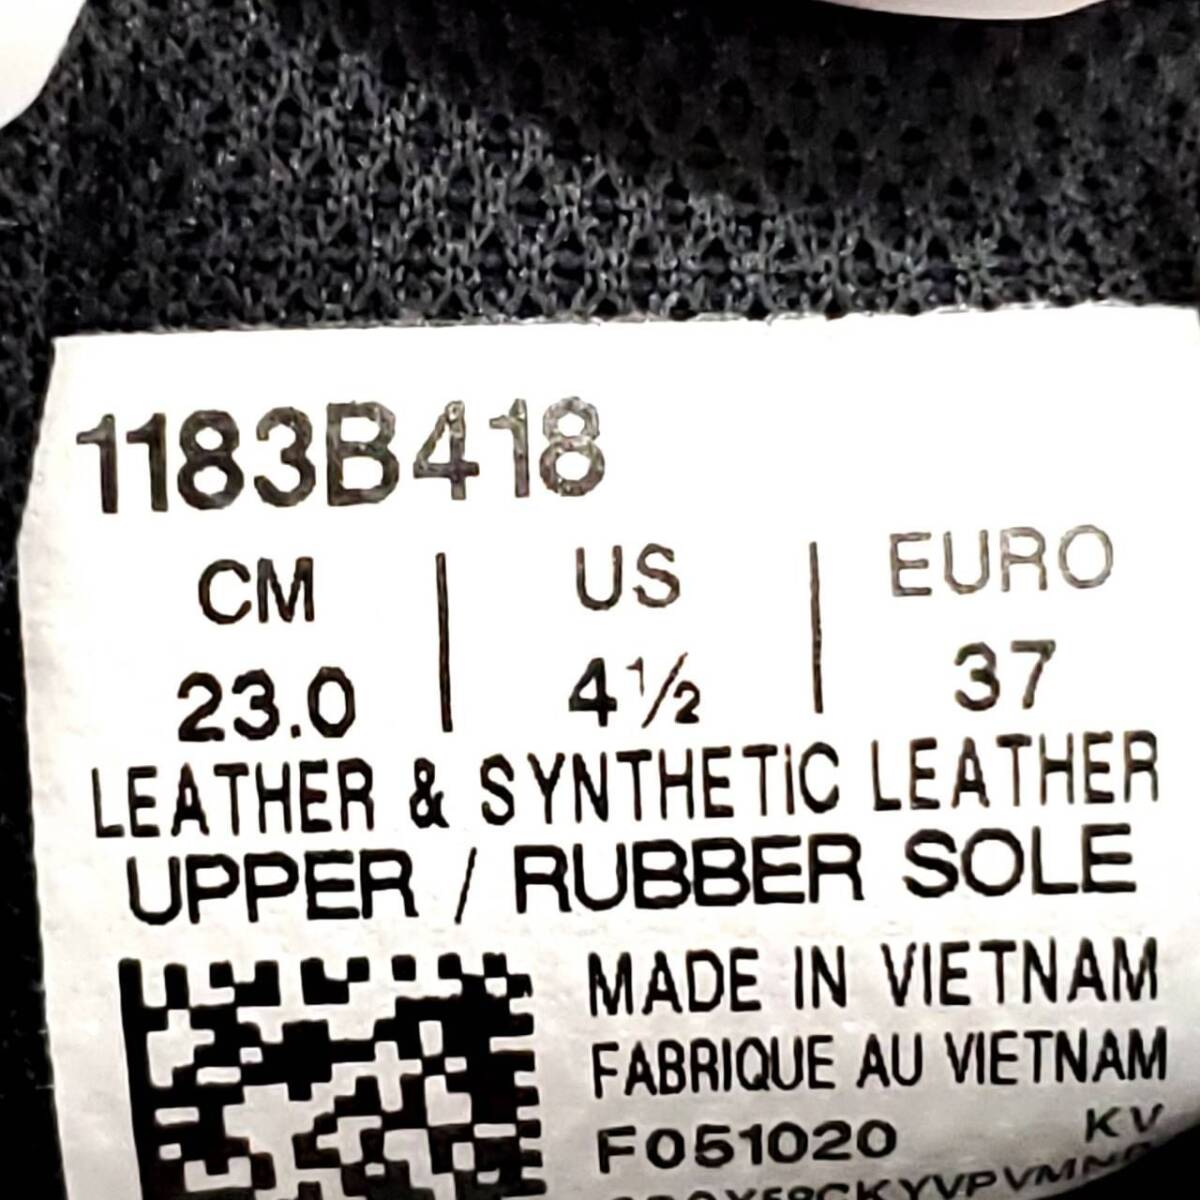 1183B418
CM | US | EURO
23.0 | 4½ | 37
LEATHER & SYNTHETIC LEATHER
UPPER / RUBBER SOLE
MADE IN VIETNAM
FABRIQUE AU VIETNAM
F051020 KV